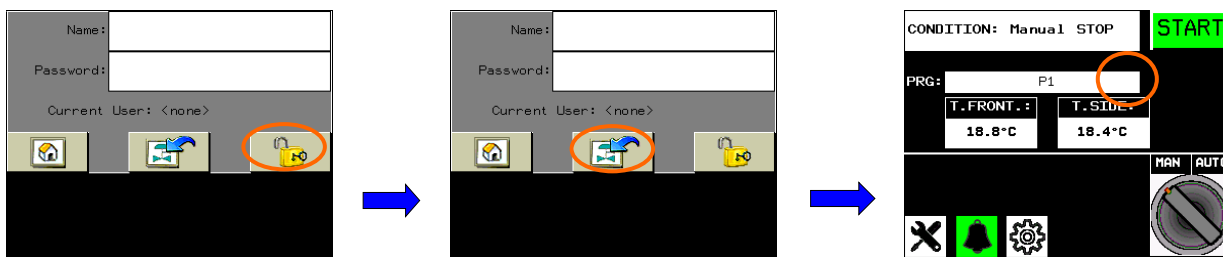 Name:
Password:
Current User: <none>
Name:
Password:
Current User: <none>
CONDITION: Manual STOP
START
PRG: P1
T.FRONT.: T.SIDE:
18.8°C 18.4°C
MAN AUTO